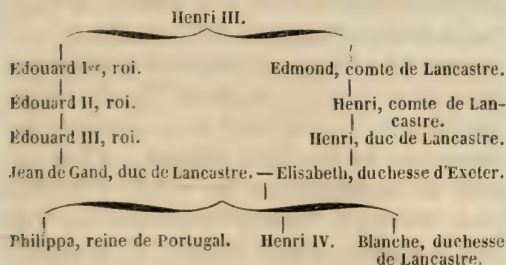 Henri III.
Édouard Ier, roi. Edmond, comte de Lancastre.
Édouard II, roi. Henri, comte de Lan-
castre.
Édouard III, roi. Henri, duc de Lancastre.
Jean de Gand, duc de Lancastre. — Elisabeth, duchesse d'Exeter.
Philippa, reine de Portugal. Henri IV. Blanche, duchesse
de Lancastre.